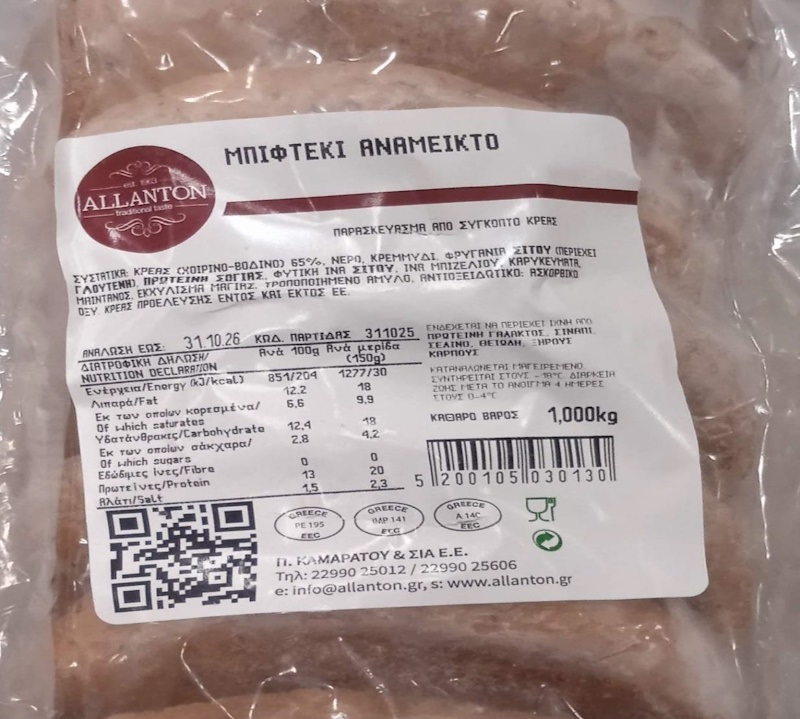 est. 1963
ALLANTON
traditional taste
ΜΠΙΦΤΕΚΙ ΑΝΑΜΕΙΚΤΟ
ΠΑΡΑΣΚΕΥΑΣΜΑ ΑΠΟ ΣΥΓΚΟΠΤΟ ΚΡΕΑΣ
ΣΥΣΤΑΤΙΚΑ: ΚΡΕΑΣ (ΧΟΙΡΙΝΟ-ΒΟΔΙΝΟ) 65%, ΝΕΡΟ, ΚΡΕΜΜΥΔΙ, ΦΡΥΓΑΝΙΑ ΣΙΤΟΥ (ΠΕΡΙΕΧΕΙ
ΓΛΟΥΤΕΝΗ), ΠΡΩΤΕΙΝΗ ΣΟΓΙΑΣ, ΦΥΤΙΚΗ ΙΝΑ ΣΙΤΟΥ, ΙΝΑ ΜΠΙΖΕΛΙΟΥ, ΚΑΡΥΚΕΥΜΑΤΑ,
ΜΑΙΝΤΑΝΟΣ, ΕΚΧΥΛΙΣΜΑ ΜΑΓΙΑΣ, ΤΡΟΠΟΠΟΙΗΜΕΝΟ ΑΜΥΛΟ, ΑΝΤΙΟΞΕΙΔΩΤΙΚΟ: ΑΣΚΟΡΒΙΚΟ
ΟΞΥ. ΚΡΕΑΣ ΠΡΟΕΛΕΥΣΗΣ ΕΝΤΟΣ ΚΑΙ ΕΚΤΟΣ ΕΕ.
ΑΝΑΛΩΣΗ ΕΩΣ: 31.10.26 ΚΩΔ. ΠΑΡΤΙΔΑΣ 311025
ΔΙΑΤΡΟΦΙΚΗ ΔΗΛΩΣΗ/ Ανά 100g Ανά μερίδα
NUTRITION DECLARATION (150g)
Ενέργεια/Energy (kJ/kcal) 851/204 1277/30
Λιπαρά/Fat 12.2 18
Εκ των οποίων κορεσμένα/ 6,6 9.9
Of which saturates
Υδατάνθρακες/Carbohydrate 12,4 18
Εκ των οποίων σάκχαρα/ 2.8 4,2
Of which sugars
Εδώδιμες ίνες/Fibre 0 0
Πρωτεΐνες/Protein 13 20
Αλάτι/Salt 1,5 2,3
ΕΝΔΕΧΕΤΑΙ ΝΑ ΠΕΡΙΕΧΕΙ ΙΧΝΗ ΑΠΟ
ΠΡΩΤΕΙΝΗ ΓΑΛΑΚΤΟΣ, ΣΙΝΑΠΙ,
ΣΕΛΙΝΟ, ΘΕΙΩΔΗ, ΞΗΡΟΥΣ
ΚΑΡΠΟΥΣ
ΚΑΤΑΝΑΛΩΝΕΤΑΙ ΜΑΓΕΙΡΕΜΕΝΟ
ΣΥΝΤΗΡΕΙΤΑΙ ΣΤΟΥΣ -18°C. ΔΙΑΡΚΕΙΑ
ΖΩΗΣ ΜΕΤΑ ΤΟ ΑΝΟΙΓΜΑ 4 ΗΜΕΡΕΣ
ΣΤΟΥΣ 0-4°C
ΚΑΘΑΡΟ ΒΑΡΟΣ 1,000kg
5 200105 030130
GREECE
PE 195
EEC
GREECE
IMP 141
EEC
GREECE
A 140
EEC
Π. ΚΑΜΑΡΑΤΟΥ & ΣΙΑ Ε.Ε.
Τηλ: 22990 25012 / 22990 25606
e: info@allanton.gr, s: www.allanton.gr